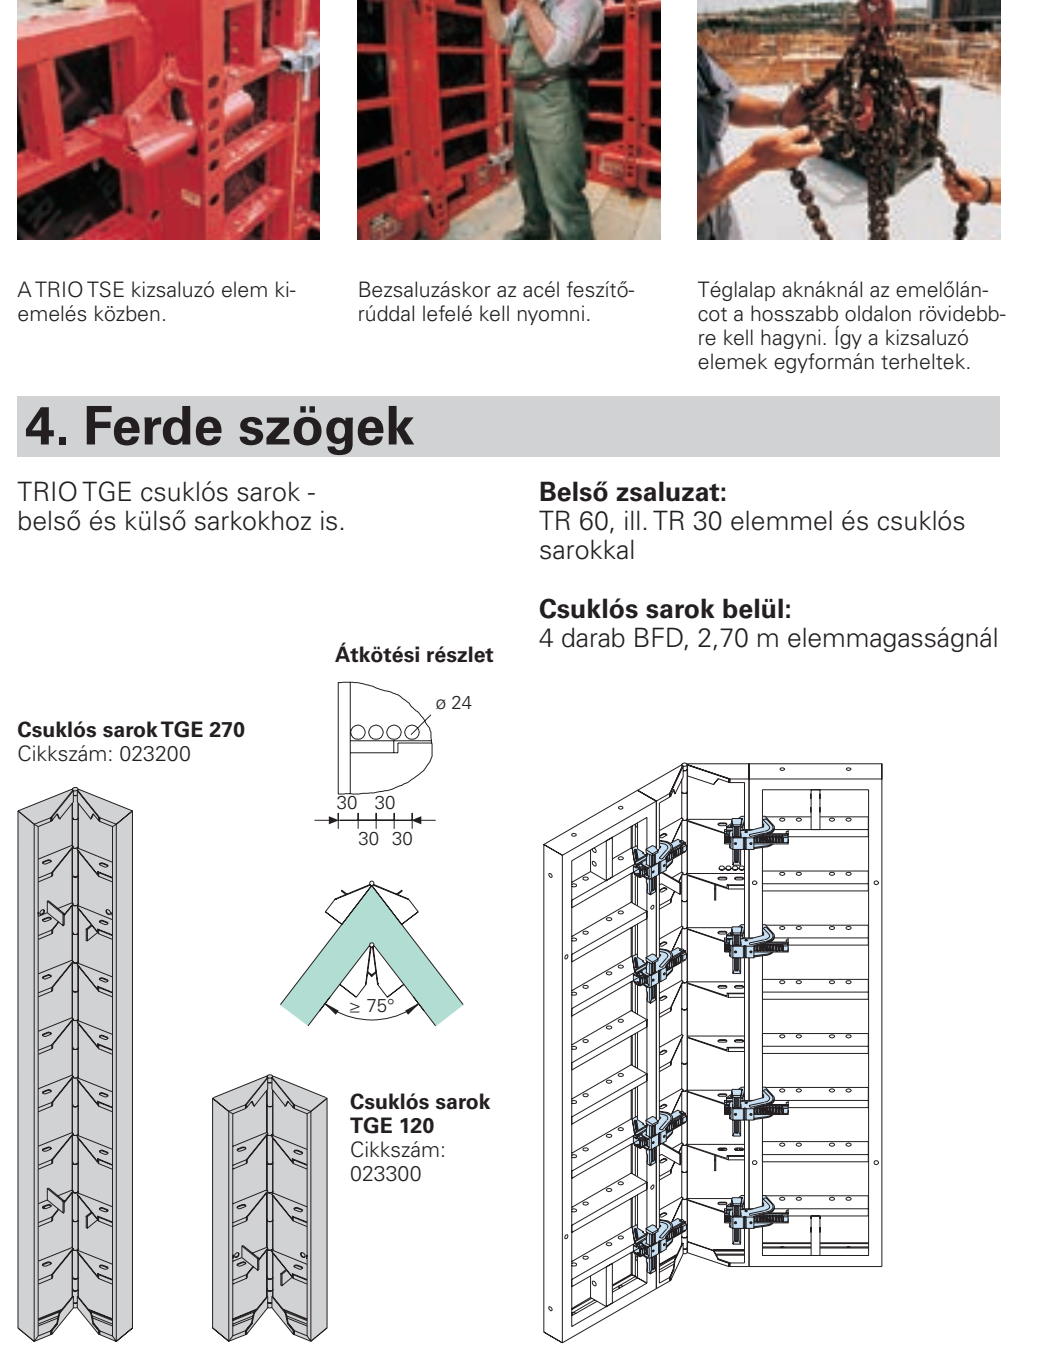 A TRIO TSE kizsaluzó elem ki-
emelés közben.
Bezsaluzáskor az acél feszítő-
rúddal lefelé kell nyomni.
Téglalap aknáknál az emelőlán-
cot a hosszabb oldalon rövidebb-
re kell hagyni. Így a kizsaluzó
elemek egyformán terheltek.
4. Ferde szögek
TRIO TGE csuklós sarok -
belső és külső sarkokhoz is.
Belső zsaluzat:
TR 60, ill. TR 30 elemmel és csuklós
sarokkal
Csuklós sarok belül:
4 darab BFD, 2,70 m elemmagasságnál
Átkötési részlet
ø 24
30 30
30 30
Csuklós sarok TGE 270
Cikkszám: 023200
≥ 75°
Csuklós sarok
TGE 120
Cikkszám:
023300